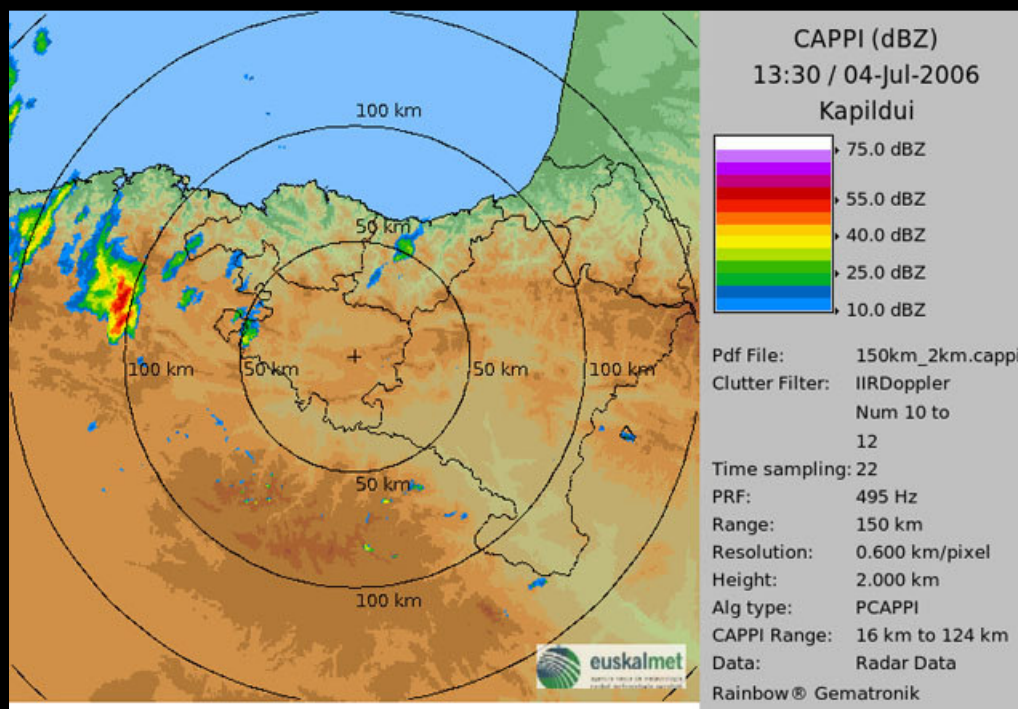 CAPPI (dBZ)
13:30 / 04-Jul-2006
Kapildui
75.0 dBZ
55.0 dBZ
40.0 dBZ
25.0 dBZ
10.0 dBZ
Pdf File: 150km_2km.cappi
Clutter Filter: IIRDoppler
Num 10 to
12
Time sampling: 22
PRF: 495 Hz
Range: 150 km
Resolution: 0.600 km/pixel
Height: 2.000 km
Alg type: PCAPPI
CAPPI Range: 16 km to 124 km
Data: Radar Data
Rainbow® Gematronik
100 km
50 km
100 km
50 km
50 km
100 km
50 km
100 km
euskalmet